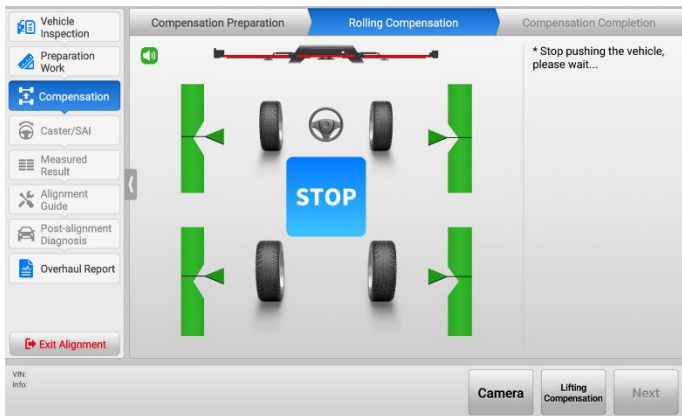 Vehicle
Inspection
Preparation
Work
Compensation
Caster/SAI
Measured
Result
Alignment
Guide
Post-alignment
Diagnosis
Overhaul Report
Exit Alignment
Compensation Preparation
Rolling Compensation
Compensation Completion
* Stop pushing the vehicle,
please wait...
STOP
VIN:
Info:
Camera
Lifting
Compensation
Next